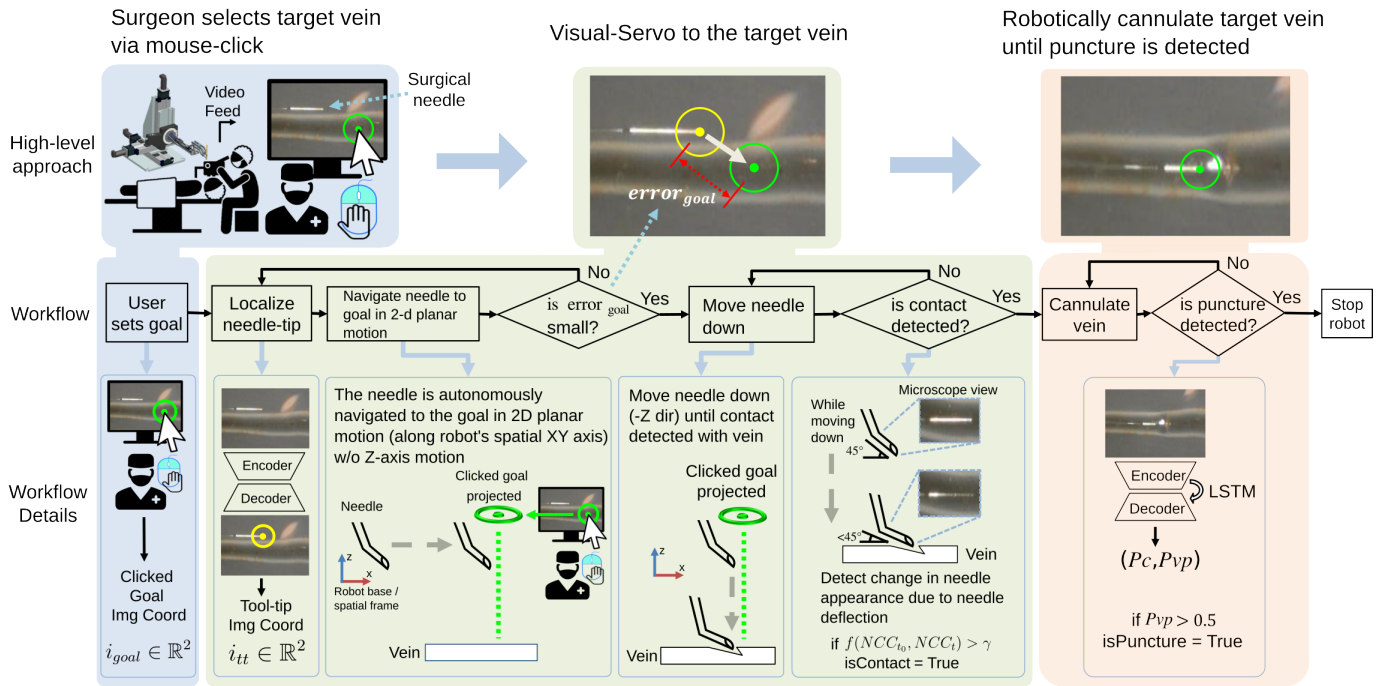 Surgeon selects target vein
via mouse-click
Visual-Servo to the target vein
Robotically cannulate target vein
until puncture is detected
High-level
approach
Video
Feed
Surgical
needle
error_goal
Workflow
User
sets goal
Localize
needle-tip
Navigate needle to
goal in 2-d planar
motion
is error goal
small?
No
Yes
Move needle
down
is contact
detected?
No
Yes
Cannulate
vein
is puncture
detected?
No
Yes
Stop
robot
Workflow
Details
Clicked
Goal
Img Coord
i_{goal} ∈ ℝ²
Encoder
Decoder
Tool-tip
Img Coord
i_{tt} ∈ ℝ²
The needle is autonomously
navigated to the goal in 2D planar
motion (along robot's spatial XY axis)
w/o Z-axis motion
Clicked goal
projected
Needle
z
x
Robot base /
spatial frame
Vein
Move needle down
(-Z dir) until contact
detected with vein
Clicked goal
projected
z
x
Vein
Microscope view
While
moving
down
45°
<45°
Vein
Detect change in needle
appearance due to needle
deflection
if f(NCC_{t_0}, NCC_t) > γ
isContact = True
Encoder
LSTM
Decoder
(Pc,Pvp)
if Pvp > 0.5
isPuncture = True